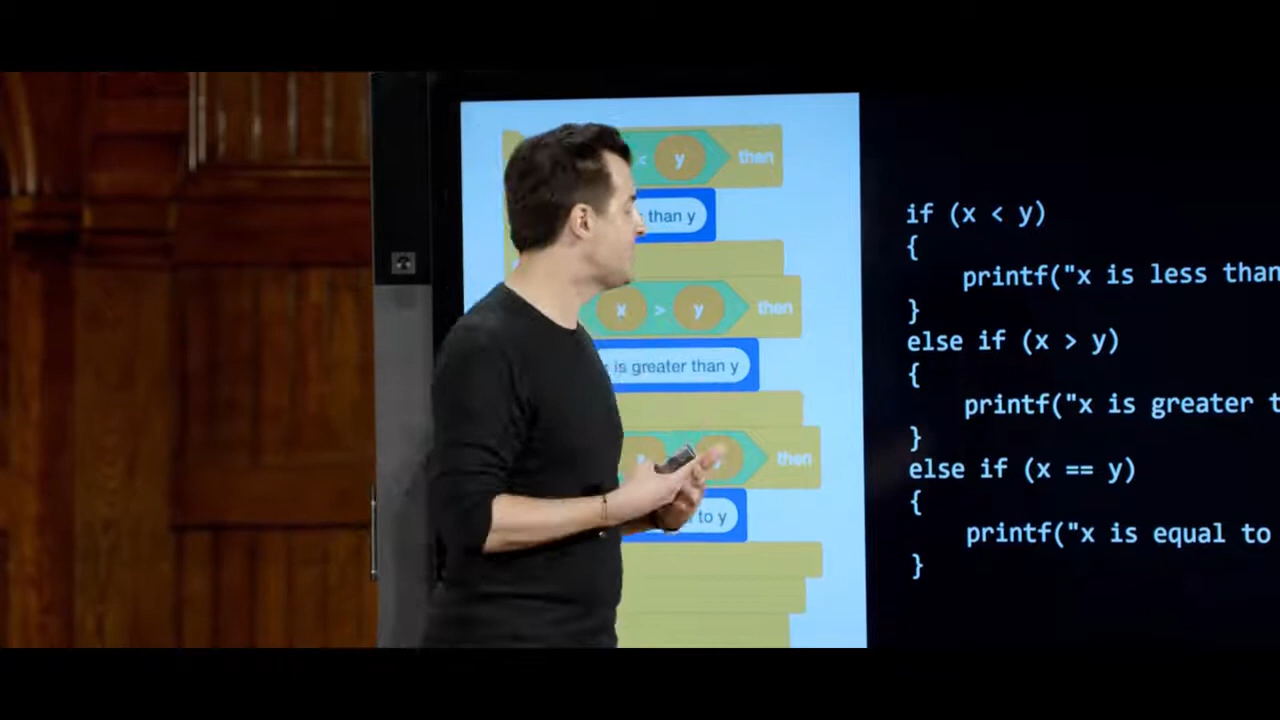 < y then
than y
x > y then
is greater than y
then
to y
if (x < y)
{
printf("x is less than
}
else if (x > y)
{
printf("x is greater t
}
else if (x == y)
{
printf("x is equal to
}